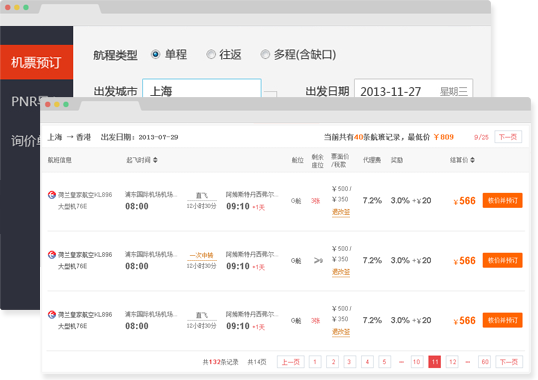 航程类型 单程 往返 多程(含缺口)
机票预订
出发城市 上海 出发日期 2013-11-27 星期三
PNR
询价
上海 → 香港 出发日期：2013-07-29 当前共有40条航班记录，最低价 ￥809 9/26 下一页
航班信息 起飞时间 舱位 剩余座位 票面价/税款 代理费 奖励 结算价
荷兰皇家航空KL896 浦东国际机场机场... 直飞 阿姆斯特丹西弗尔... G舱 3张 ￥500 / ￥350 7.2% 3.0% +￥20 ￥566 核价并预订
大型机76E 08:00 12小时30分 09:10 +1天 退改签
荷兰皇家航空KL896 浦东国际机场机场... 一次中转 阿姆斯特丹西弗尔... G舱 ≥9 ￥500 / ￥350 7.2% 3.0% +￥20 ￥566 核价并预订
大型机76E 08:00 12小时30分 09:10 +1天 退改签
荷兰皇家航空KL896 浦东国际机场机场... 直飞 阿姆斯特丹西弗尔... G舱 3张 ￥500 / ￥350 7.2% 3.0% +￥20 ￥566 核价并预订
大型机76E 08:00 12小时30分 09:10 +1天 退改签
共132条记录 共14页 上一页 1 2 3 4 5 ... 10 11 12 ... 60 下一页